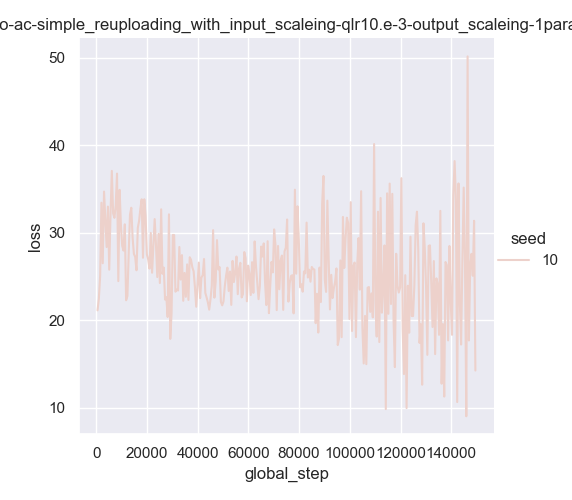 o-ac-simple_reuploading_with_input_scaleing-qlr10.e-3-output_scaleing-1para
50
40
30
20
10
loss
seed
10
0 20000 40000 60000 80000 100000 120000 140000
global_step